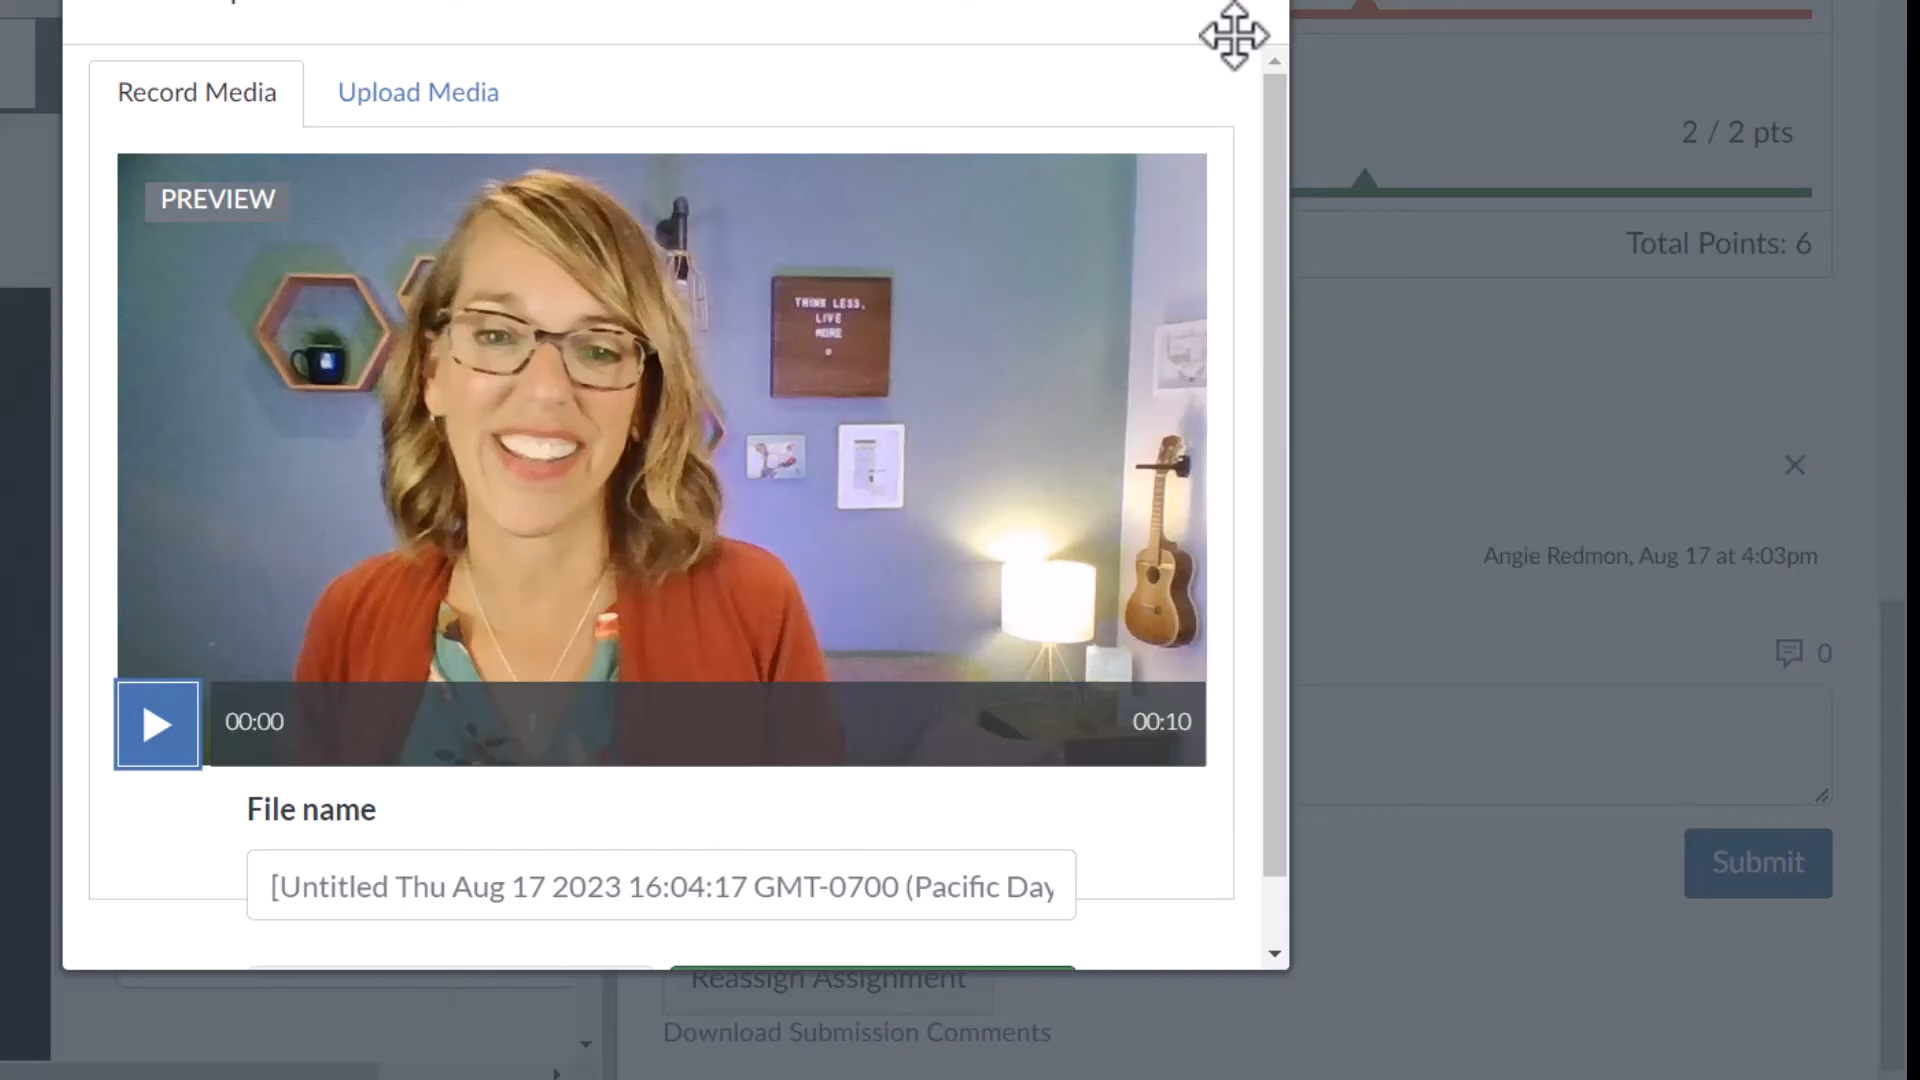 Record Media
Upload Media
PREVIEW
THINK LESS,
LIVE
MORE
00:00
00:10
File name
[Untitled Thu Aug 17 2023 16:04:17 GMT-0700 (Pacific Day
2 / 2 pts
Total Points: 6
Angie Redmon, Aug 17 at 4:03pm
0
Submit
Reassign Assignment
Download Submission Comments